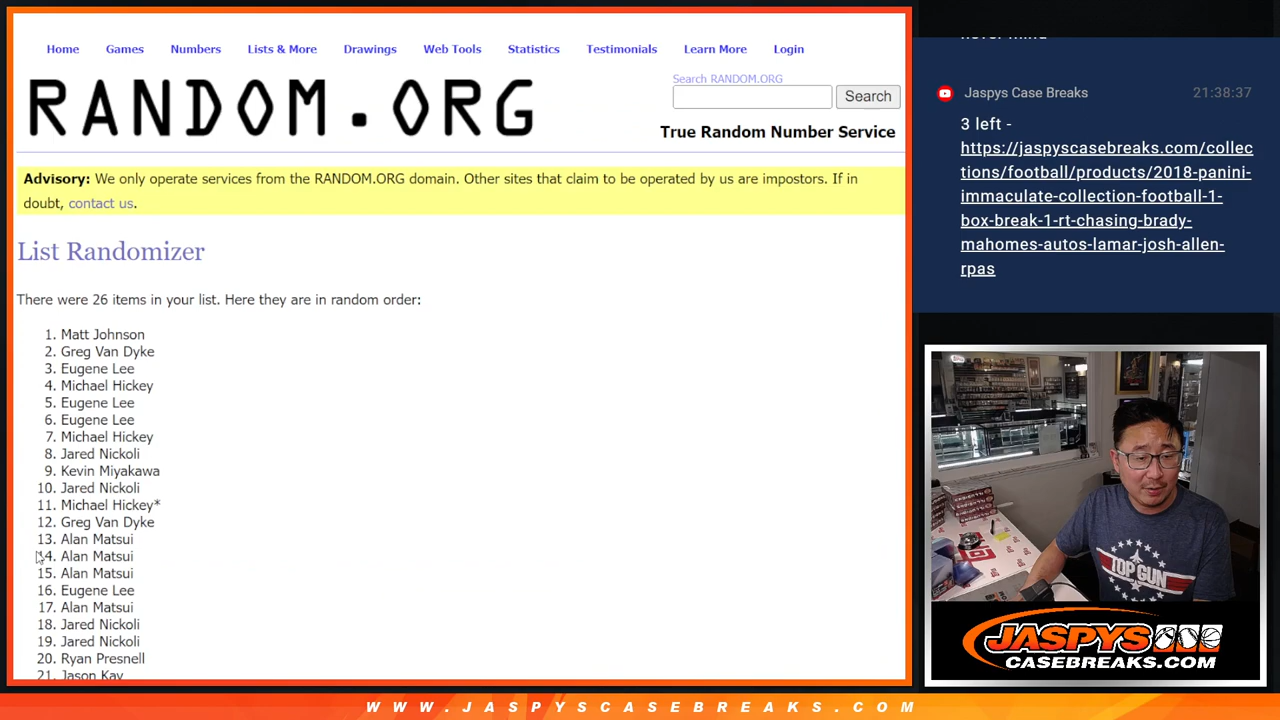 Home Games Numbers Lists & More Drawings Web Tools Statistics Testimonials Learn More Login
RANDOM.ORG
Search RANDOM.ORG
Search
True Random Number Service
Advisory: We only operate services from the RANDOM.ORG domain. Other sites that claim to be operated by us are impostors. If in
doubt, contact us.
List Randomizer
There were 26 items in your list. Here they are in random order:
1. Matt Johnson
2. Greg Van Dyke
3. Eugene Lee
4. Michael Hickey
5. Eugene Lee
6. Eugene Lee
7. Michael Hickey
8. Jared Nickoli
9. Kevin Miyakawa
10. Jared Nickoli
11. Michael Hickey*
12. Greg Van Dyke
13. Alan Matsui
14. Alan Matsui
15. Alan Matsui
16. Eugene Lee
17. Alan Matsui
18. Jared Nickoli
19. Jared Nickoli
20. Ryan Presnell
21. Jason Kay
never mind
Jaspys Case Breaks 21:38:37
3 left -
https://jaspyscasebreaks.com/collec
tions/football/products/2018-panini-
immaculate-collection-football-1-
box-break-1-rt-chasing-brady-
mahomes-autos-lamar-josh-allen-
rpas
TOP GUN
JASPYS
CASEBREAKS.COM
WWW.JASPYSCASEBREAKS.COM